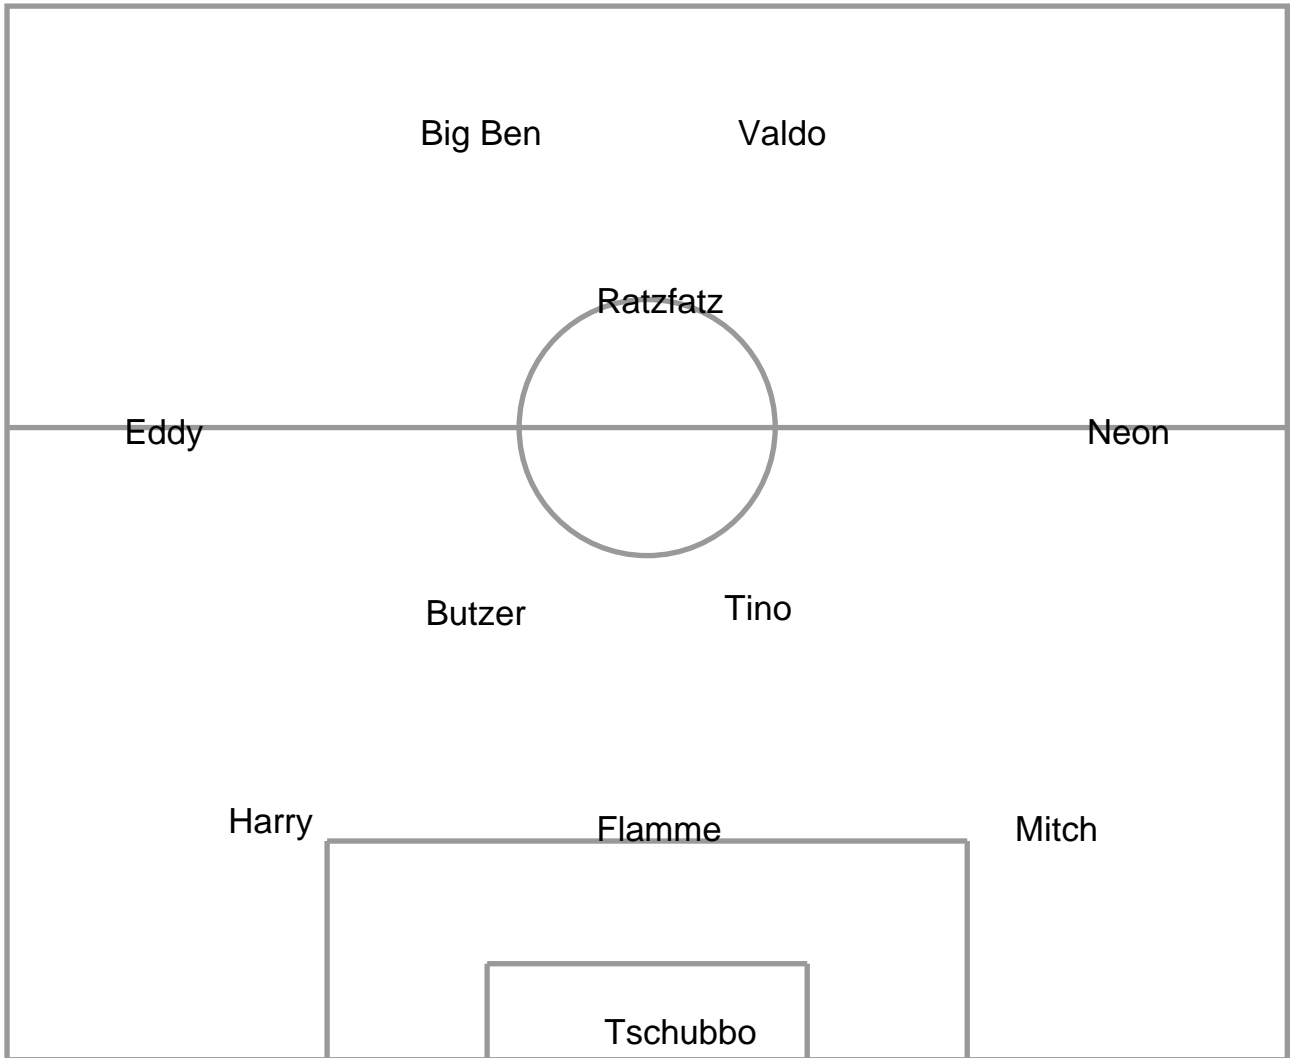 Big Ben
Valdo
Ratzfatz
Eddy
Neon
Butzer
Tino
Harry
Flamme
Mitch
Tschubbo